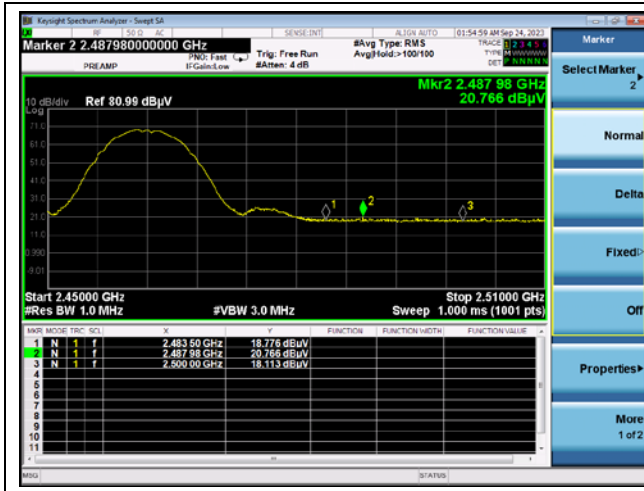 Keysight Spectrum Analyzer - Swept SA
RF 50 Ω AC SENSE:INT ALIGN AUTO 01:54:59 AM Sep 24, 2023
Marker 2 2.487980000000 GHz
#Avg Type: RMS
TRACE 1 2 3 4 5 6
PREAMP
PNO: Fast
IFGain:Low
Trig: Free Run
#Atten: 4 dB
Avg|Hold:>100/100
TYPE M WWWWW
DET P N N N N N
Mkr2 2.487 98 GHz
20.766 dBµV
10 dB/div
Log
Ref 80.99 dBµV
71.0
61.0
51.0
41.0
31.0
21.0
11.0
0.990
-9.01
1
2
3
Start 2.45000 GHz
Stop 2.51000 GHz
#Res BW 1.0 MHz
#VBW 3.0 MHz
Sweep 1.000 ms (1001 pts)
MKR MODE TRC SCL X Y FUNCTION FUNCTION WIDTH FUNCTION VALUE
1 N 1 f 2.483 50 GHz 18.776 dBµV
2 N 1 f 2.487 98 GHz 20.766 dBµV
3 N 1 f 2.500 00 GHz 18.113 dBµV
4
5
6
7
8
9
10
11
MSG
STATUS
Marker
Select Marker
2
Normal
Delta
Fixed
Off
Properties
More
1 of 2